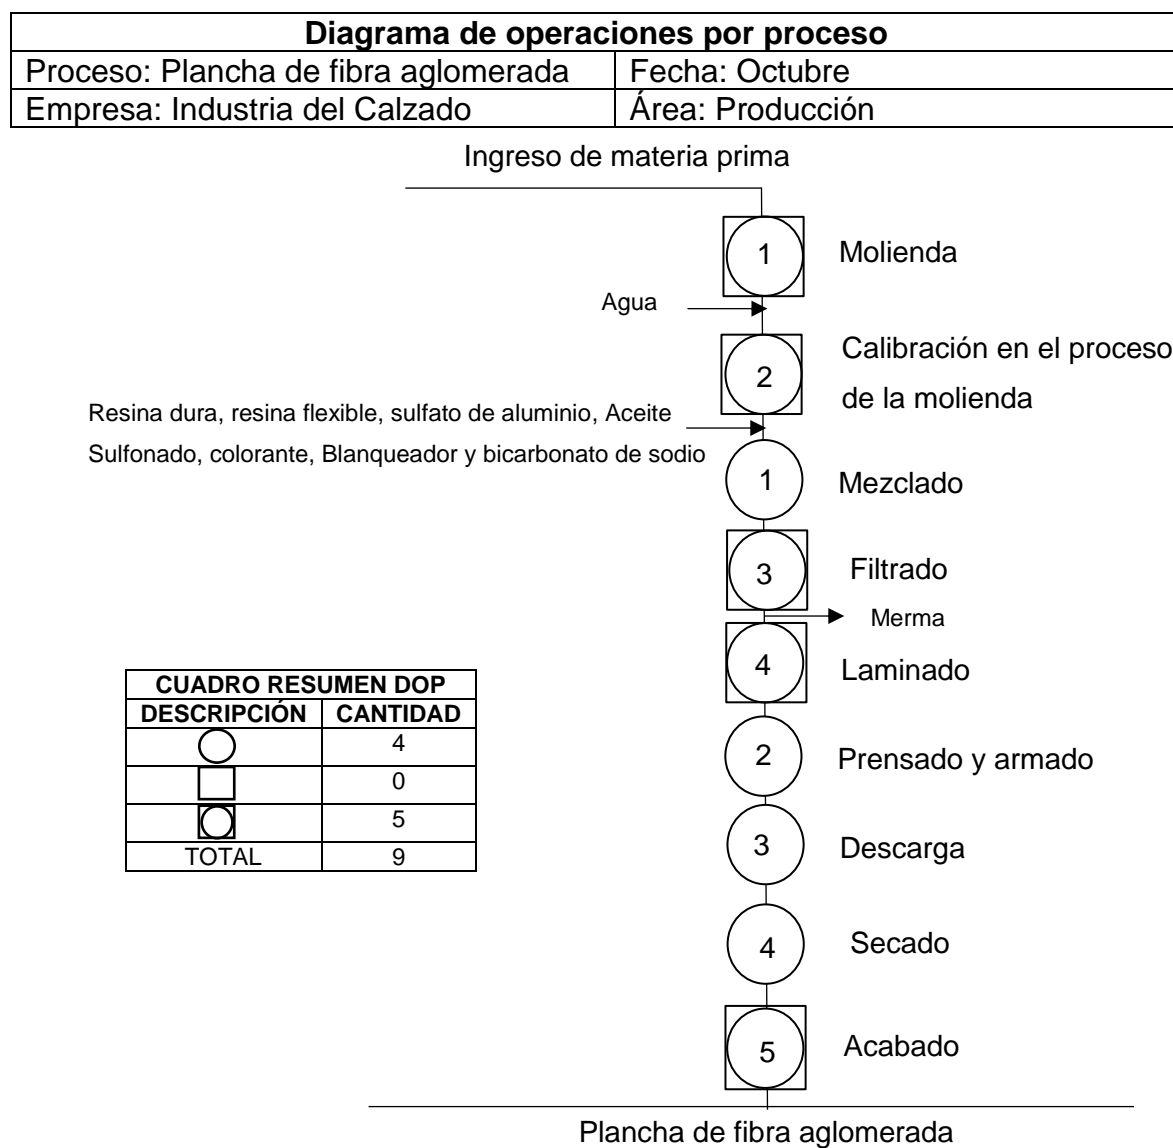 Diagrama de operaciones por proceso
Proceso: Plancha de fibra aglomerada
Fecha: Octubre
Empresa: Industria del Calzado
Área: Producción
Ingreso de materia prima
1
Molienda
Agua
2
Calibración en el proceso
de la molienda
Resina dura, resina flexible, sulfato de aluminio, Aceite
Sulfonado, colorante, Blanqueador y bicarbonato de sodio
1
Mezclado
3
Filtrado
Merma
4
Laminado
CUADRO RESUMEN DOP
DESCRIPCIÓN
CANTIDAD
4
0
5
TOTAL
9
2
Prensado y armado
3
Descarga
4
Secado
5
Acabado
Plancha de fibra aglomerada